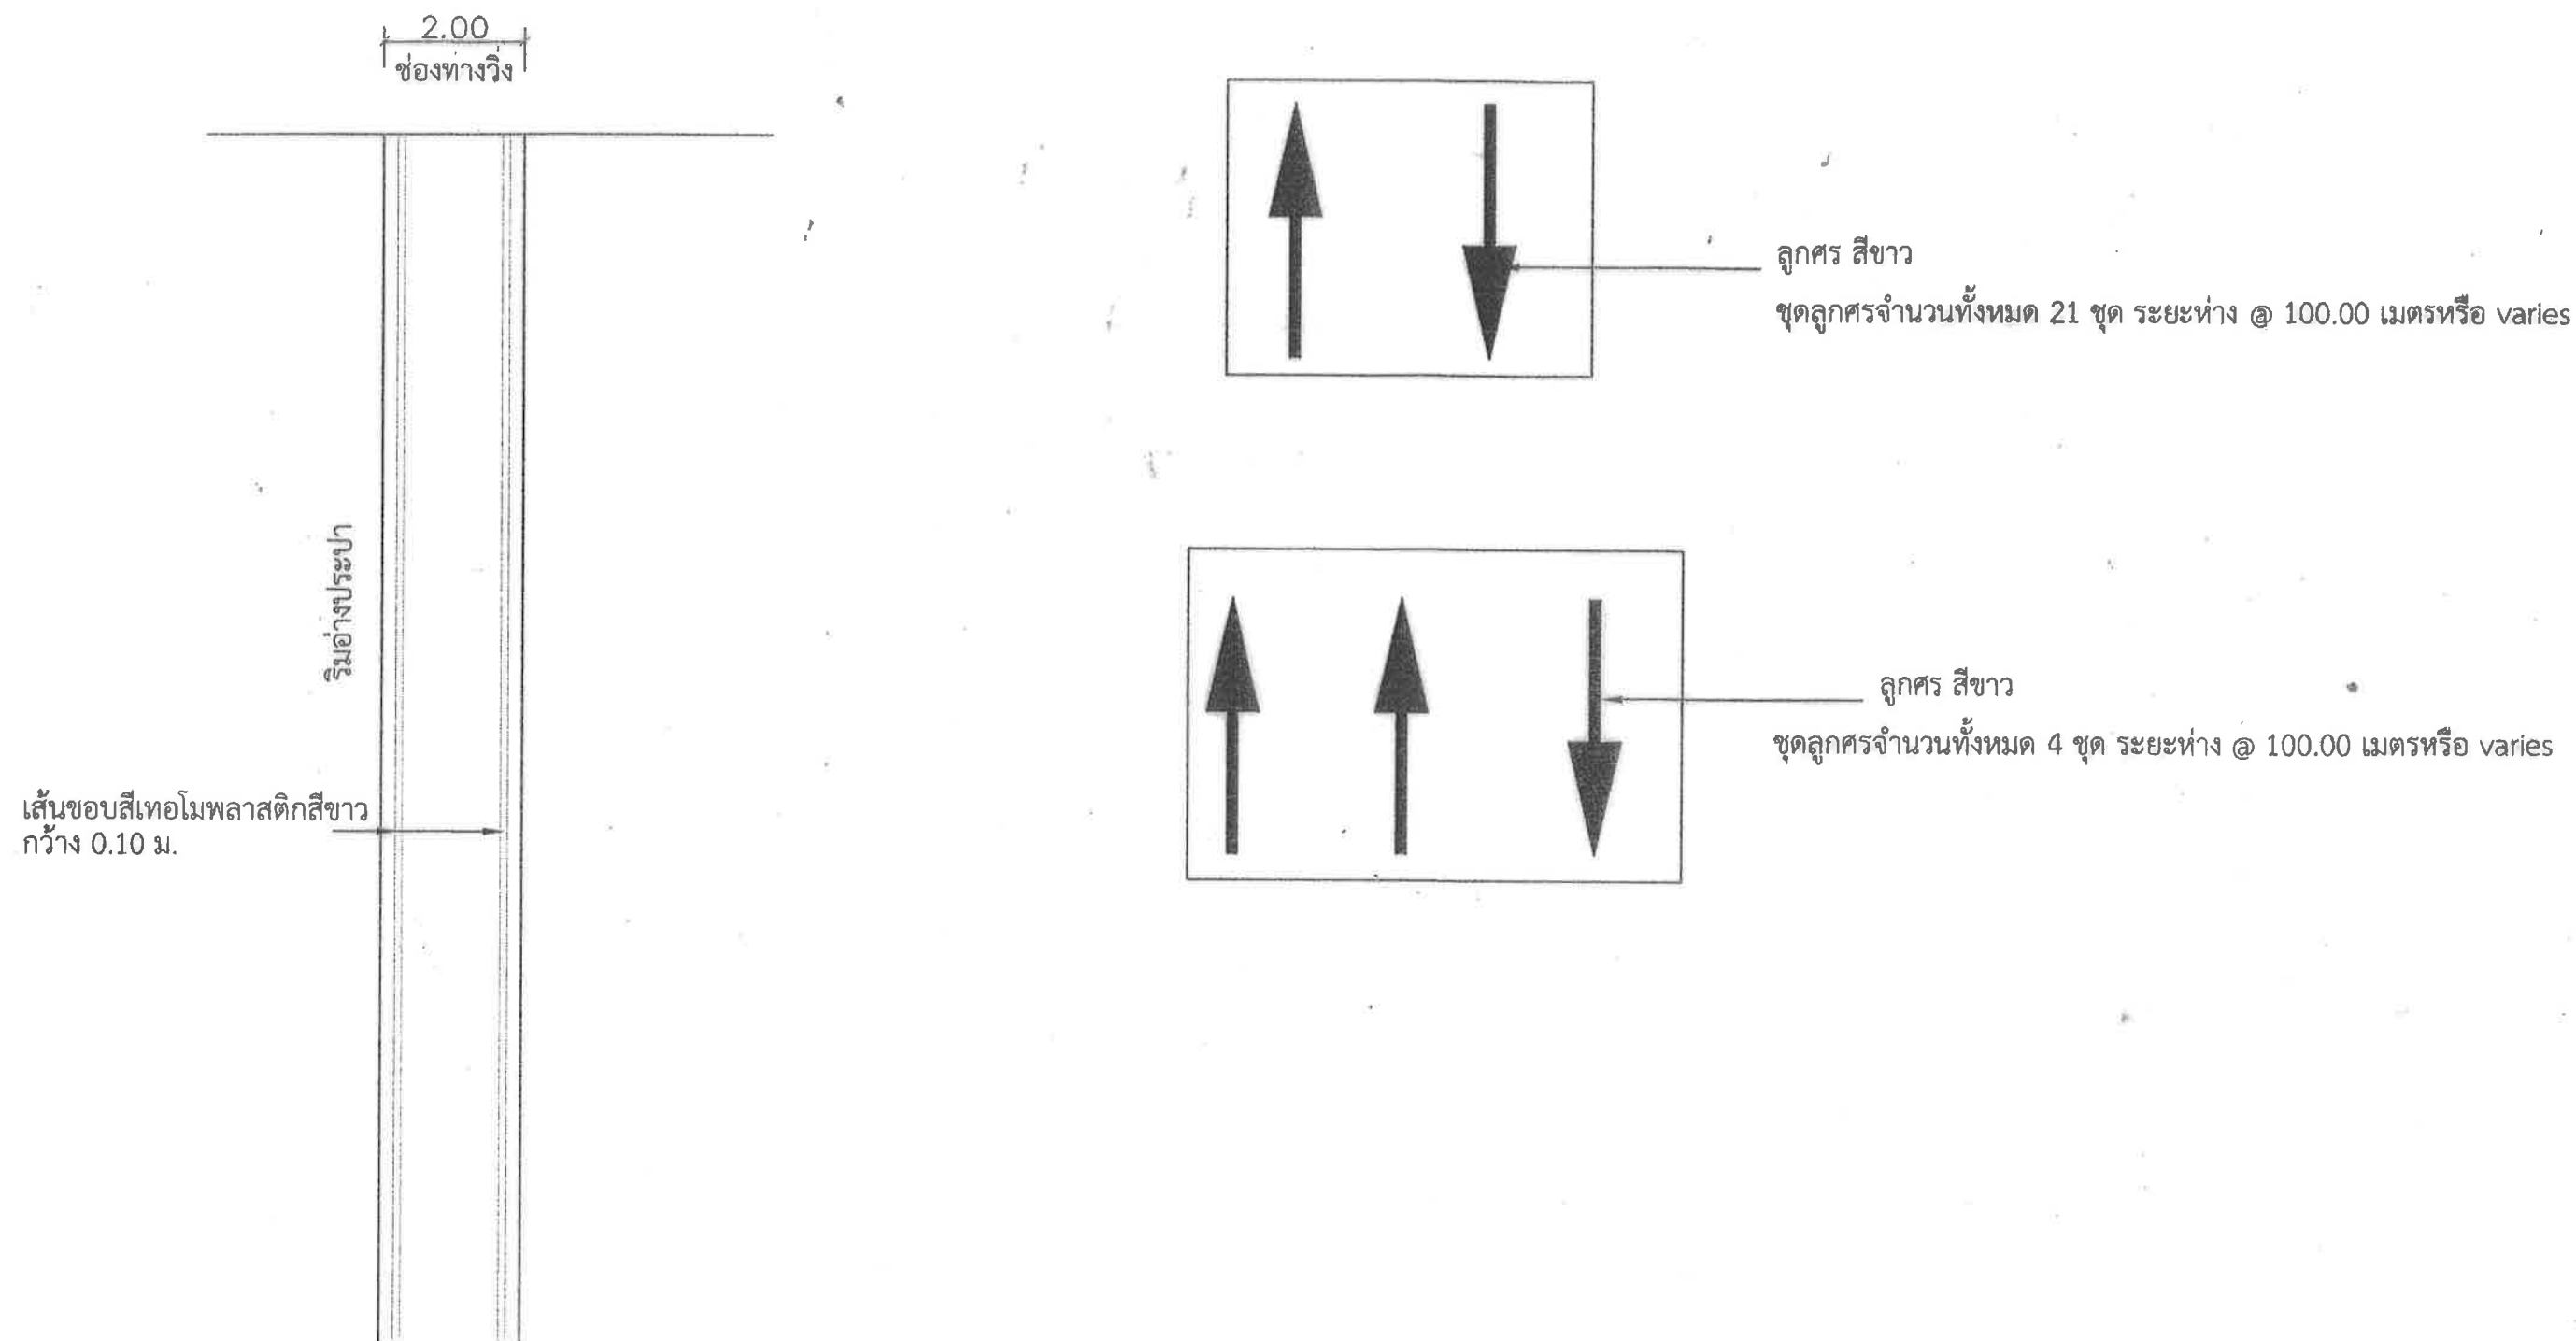 2.00
ช่องทางวิ่ง
ริมอ่างประปา
เส้นขอบสีเทอโมพลาสติกสีขาว
กว้าง 0.10 ม.
ลูกศร สีขาว
ชุดลูกศรจำนวนทั้งหมด 21 ชุด ระยะห่าง @ 100.00 เมตรหรือ varies
ลูกศร สีขาว
ชุดลูกศรจำนวนทั้งหมด 4 ชุด ระยะห่าง @ 100.00 เมตรหรือ varies